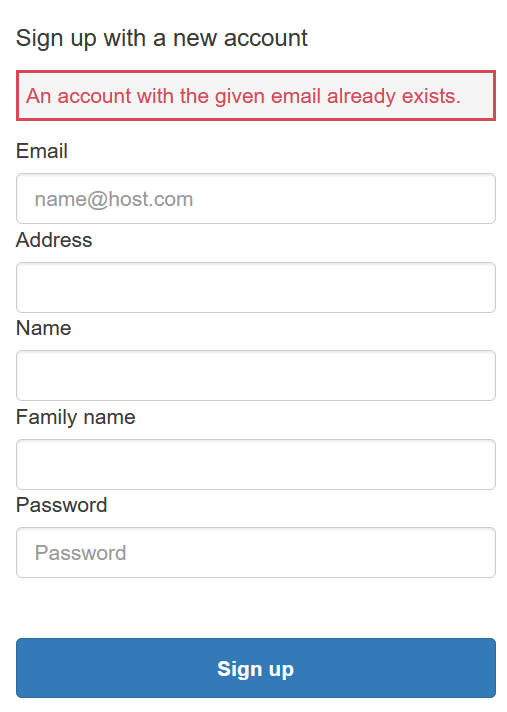 Sign up with a new account
An account with the given email already exists.
Email
name@host.com
Address
Name
Family name
Password
Password
Sign up